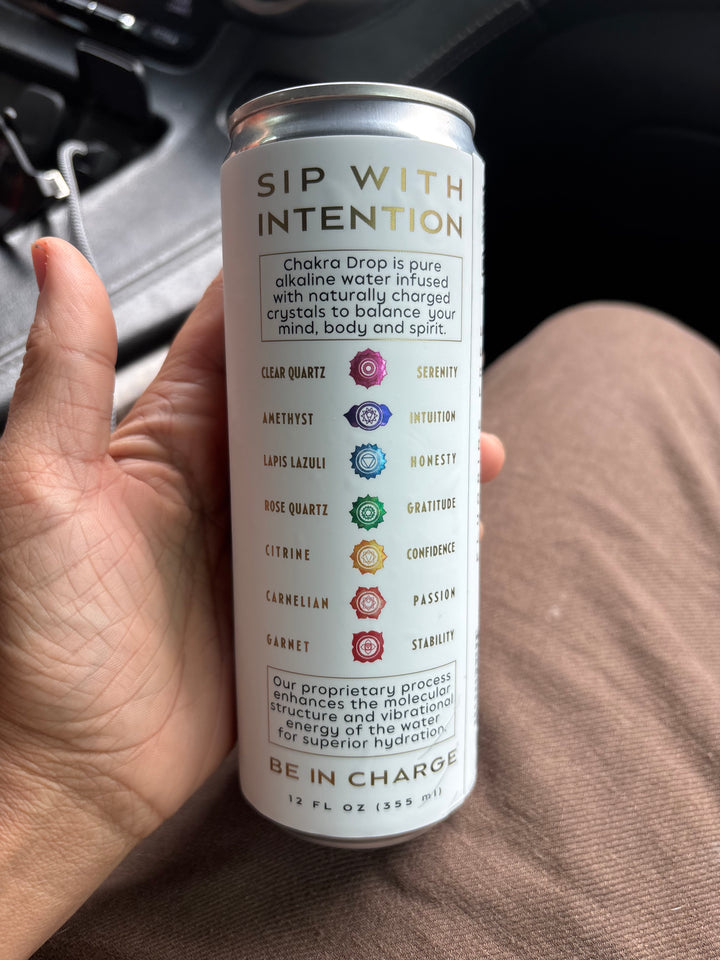 SIP WITH
INTENTION
Chakra Drop is pure
alkaline water infused
with naturally charged
crystals to balance your
mind, body and spirit.
CLEAR QUARTZ SERENITY
AMETHYST INTUITION
LAPIS LAZULI HONESTY
ROSE QUARTZ GRATITUDE
CITRINE CONFIDENCE
CARNELIAN PASSION
GARNET STABILITY
Our proprietary process
enhances the molecular
structure and vibrational
energy of the water
for superior hydration.
BE IN CHARGE
12 FL OZ (355 ml)